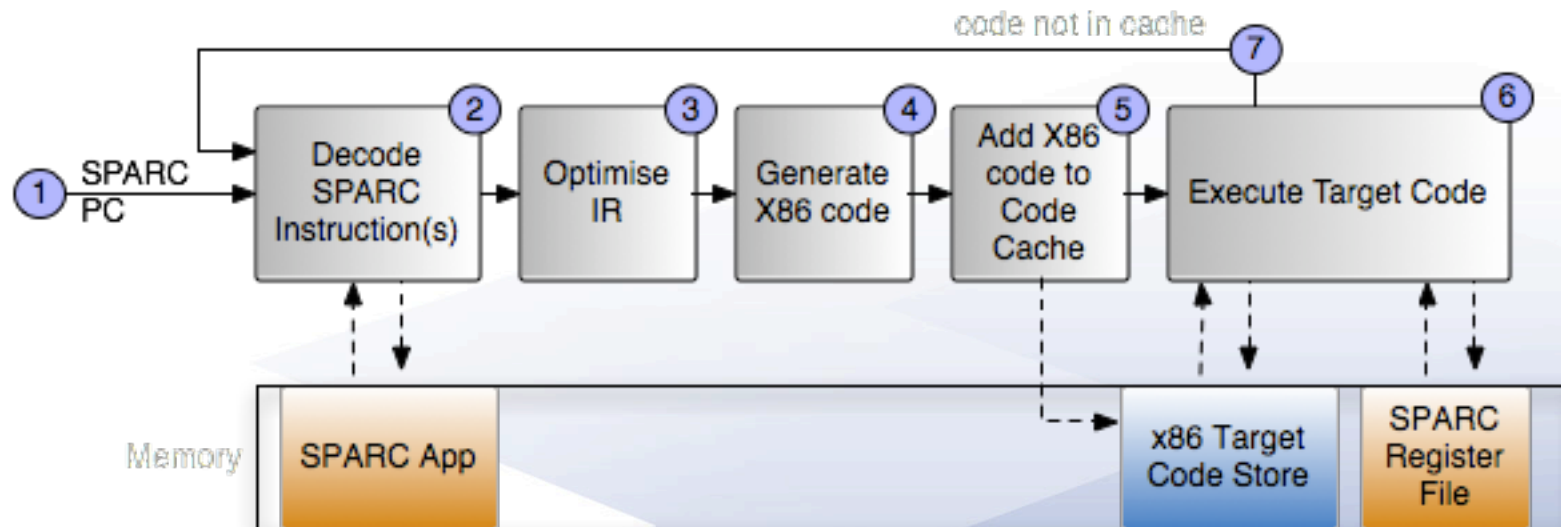 code not in cache
7
2
3
4
5
6
1
SPARC
PC
Decode
SPARC
Instruction(s)
Optimise
IR
Generate
X86 code
Add X86
code to
Code
Cache
Execute Target Code
Memory
SPARC App
x86 Target
Code Store
SPARC
Register
File